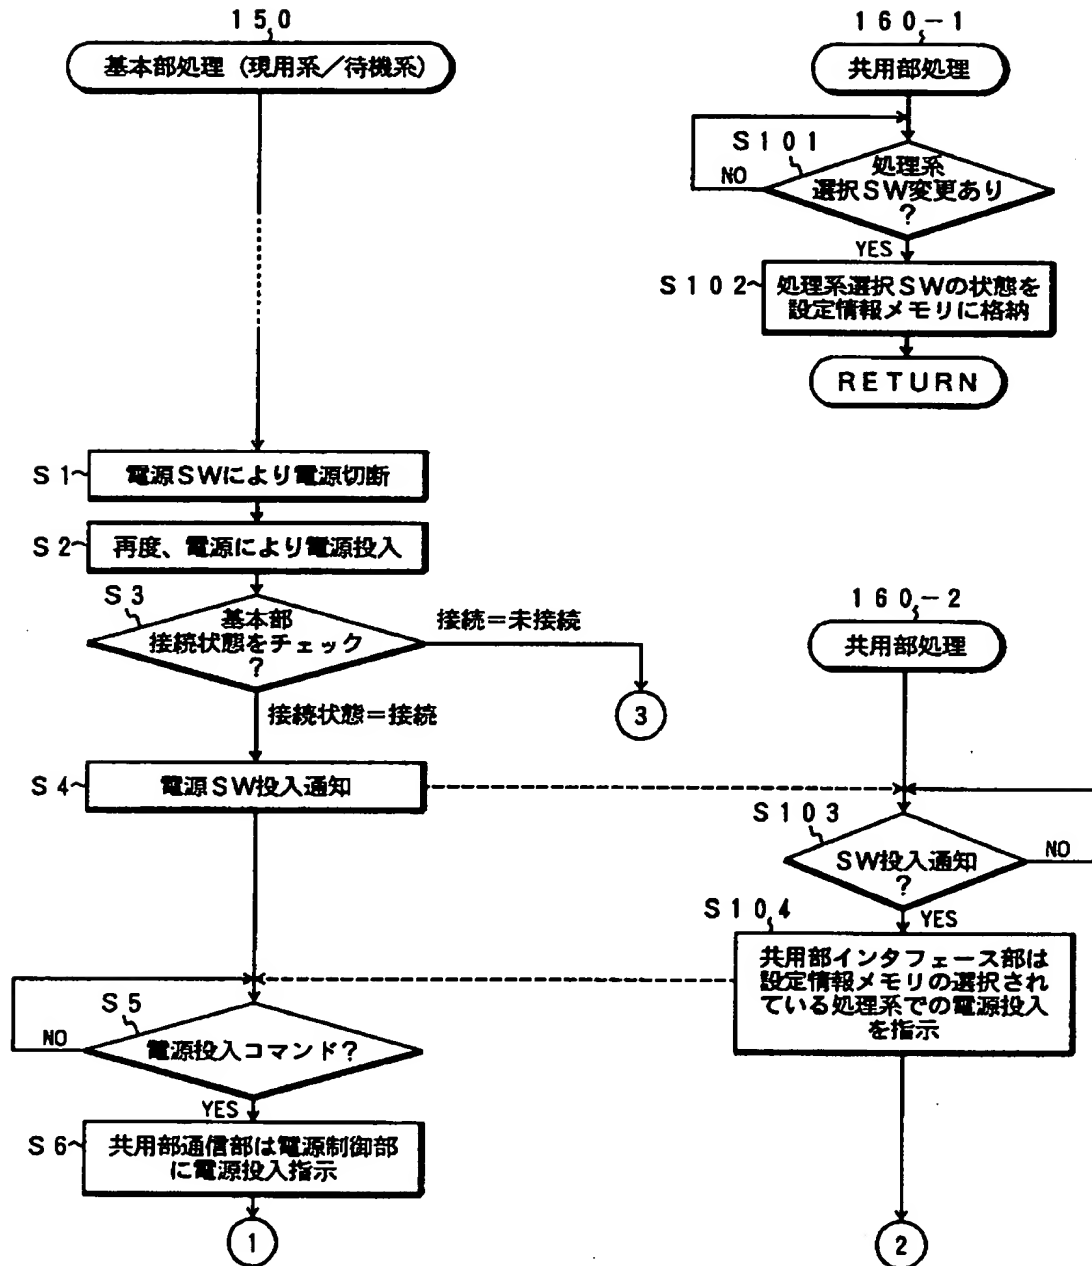 150
基本部処理（現用系／待機系）
160-1
共用部処理
S101
処理系
選択SW変更あり
?
NO
YES
S102
処理系選択SWの状態を
設定情報メモリに格納
RETURN
S1
電源SWにより電源切断
S2
再度、電源により電源投入
S3
基本部
接続状態をチェック
?
接続＝未接続
3
接続状態＝接続
S4
電源SW投入通知
160-2
共用部処理
S103
SW投入通知
?
NO
YES
S104
共用部インタフェース部は
設定情報メモリの選択され
ている処理系での電源投入
を指示
S5
電源投入コマンド?
NO
YES
S6
共用部通信部は電源制御部
に電源投入指示
1
2